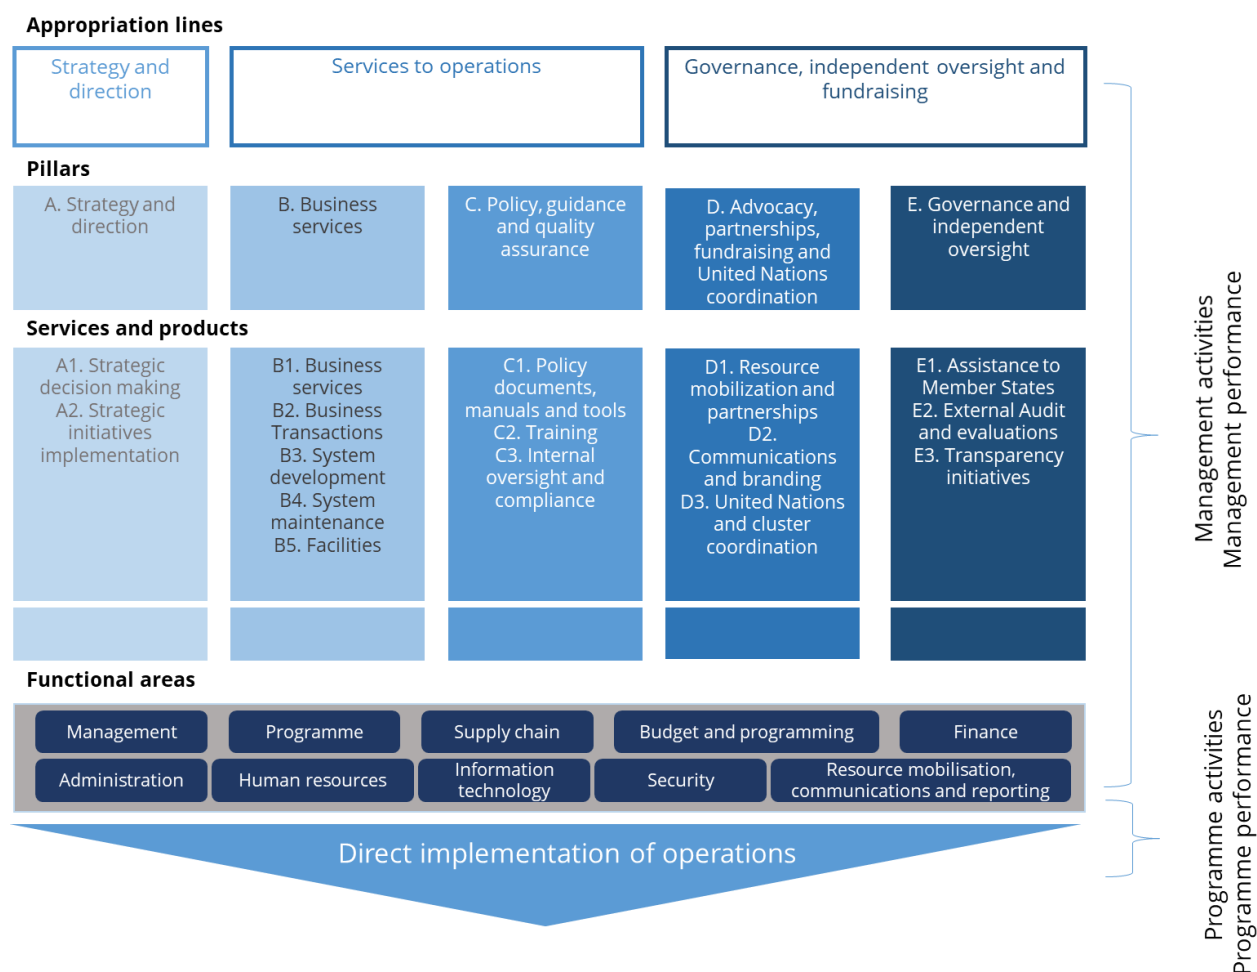 Appropriation lines
Strategy and
direction
Services to operations
Governance, independent oversight and
fundraising
Pillars
A. Strategy and
direction
B. Business
services
C. Policy, guidance
and quality
assurance
D. Advocacy,
partnerships,
fundraising and
United Nations
coordination
E. Governance and
independent
oversight
Services and products
A1. Strategic
decision making
A2. Strategic
initiatives
implementation
B1. Business
services
B2. Business
Transactions
B3. System
development
B4. System
maintenance
B5. Facilities
C1. Policy
documents,
manuals and tools
C2. Training
C3. Internal
oversight and
compliance
D1. Resource
mobilization and
partnerships
D2.
Communications
and branding
D3. United Nations
and cluster
coordination
E1. Assistance to
Member States
E2. External Audit
and evaluations
E3. Transparency
initiatives
Management activities
Management performance
Functional areas
Management
Programme
Supply chain
Budget and programming
Finance
Administration
Human resources
Information
technology
Security
Resource mobilisation,
communications and reporting
Direct implementation of operations
Programme activities
Programme performance